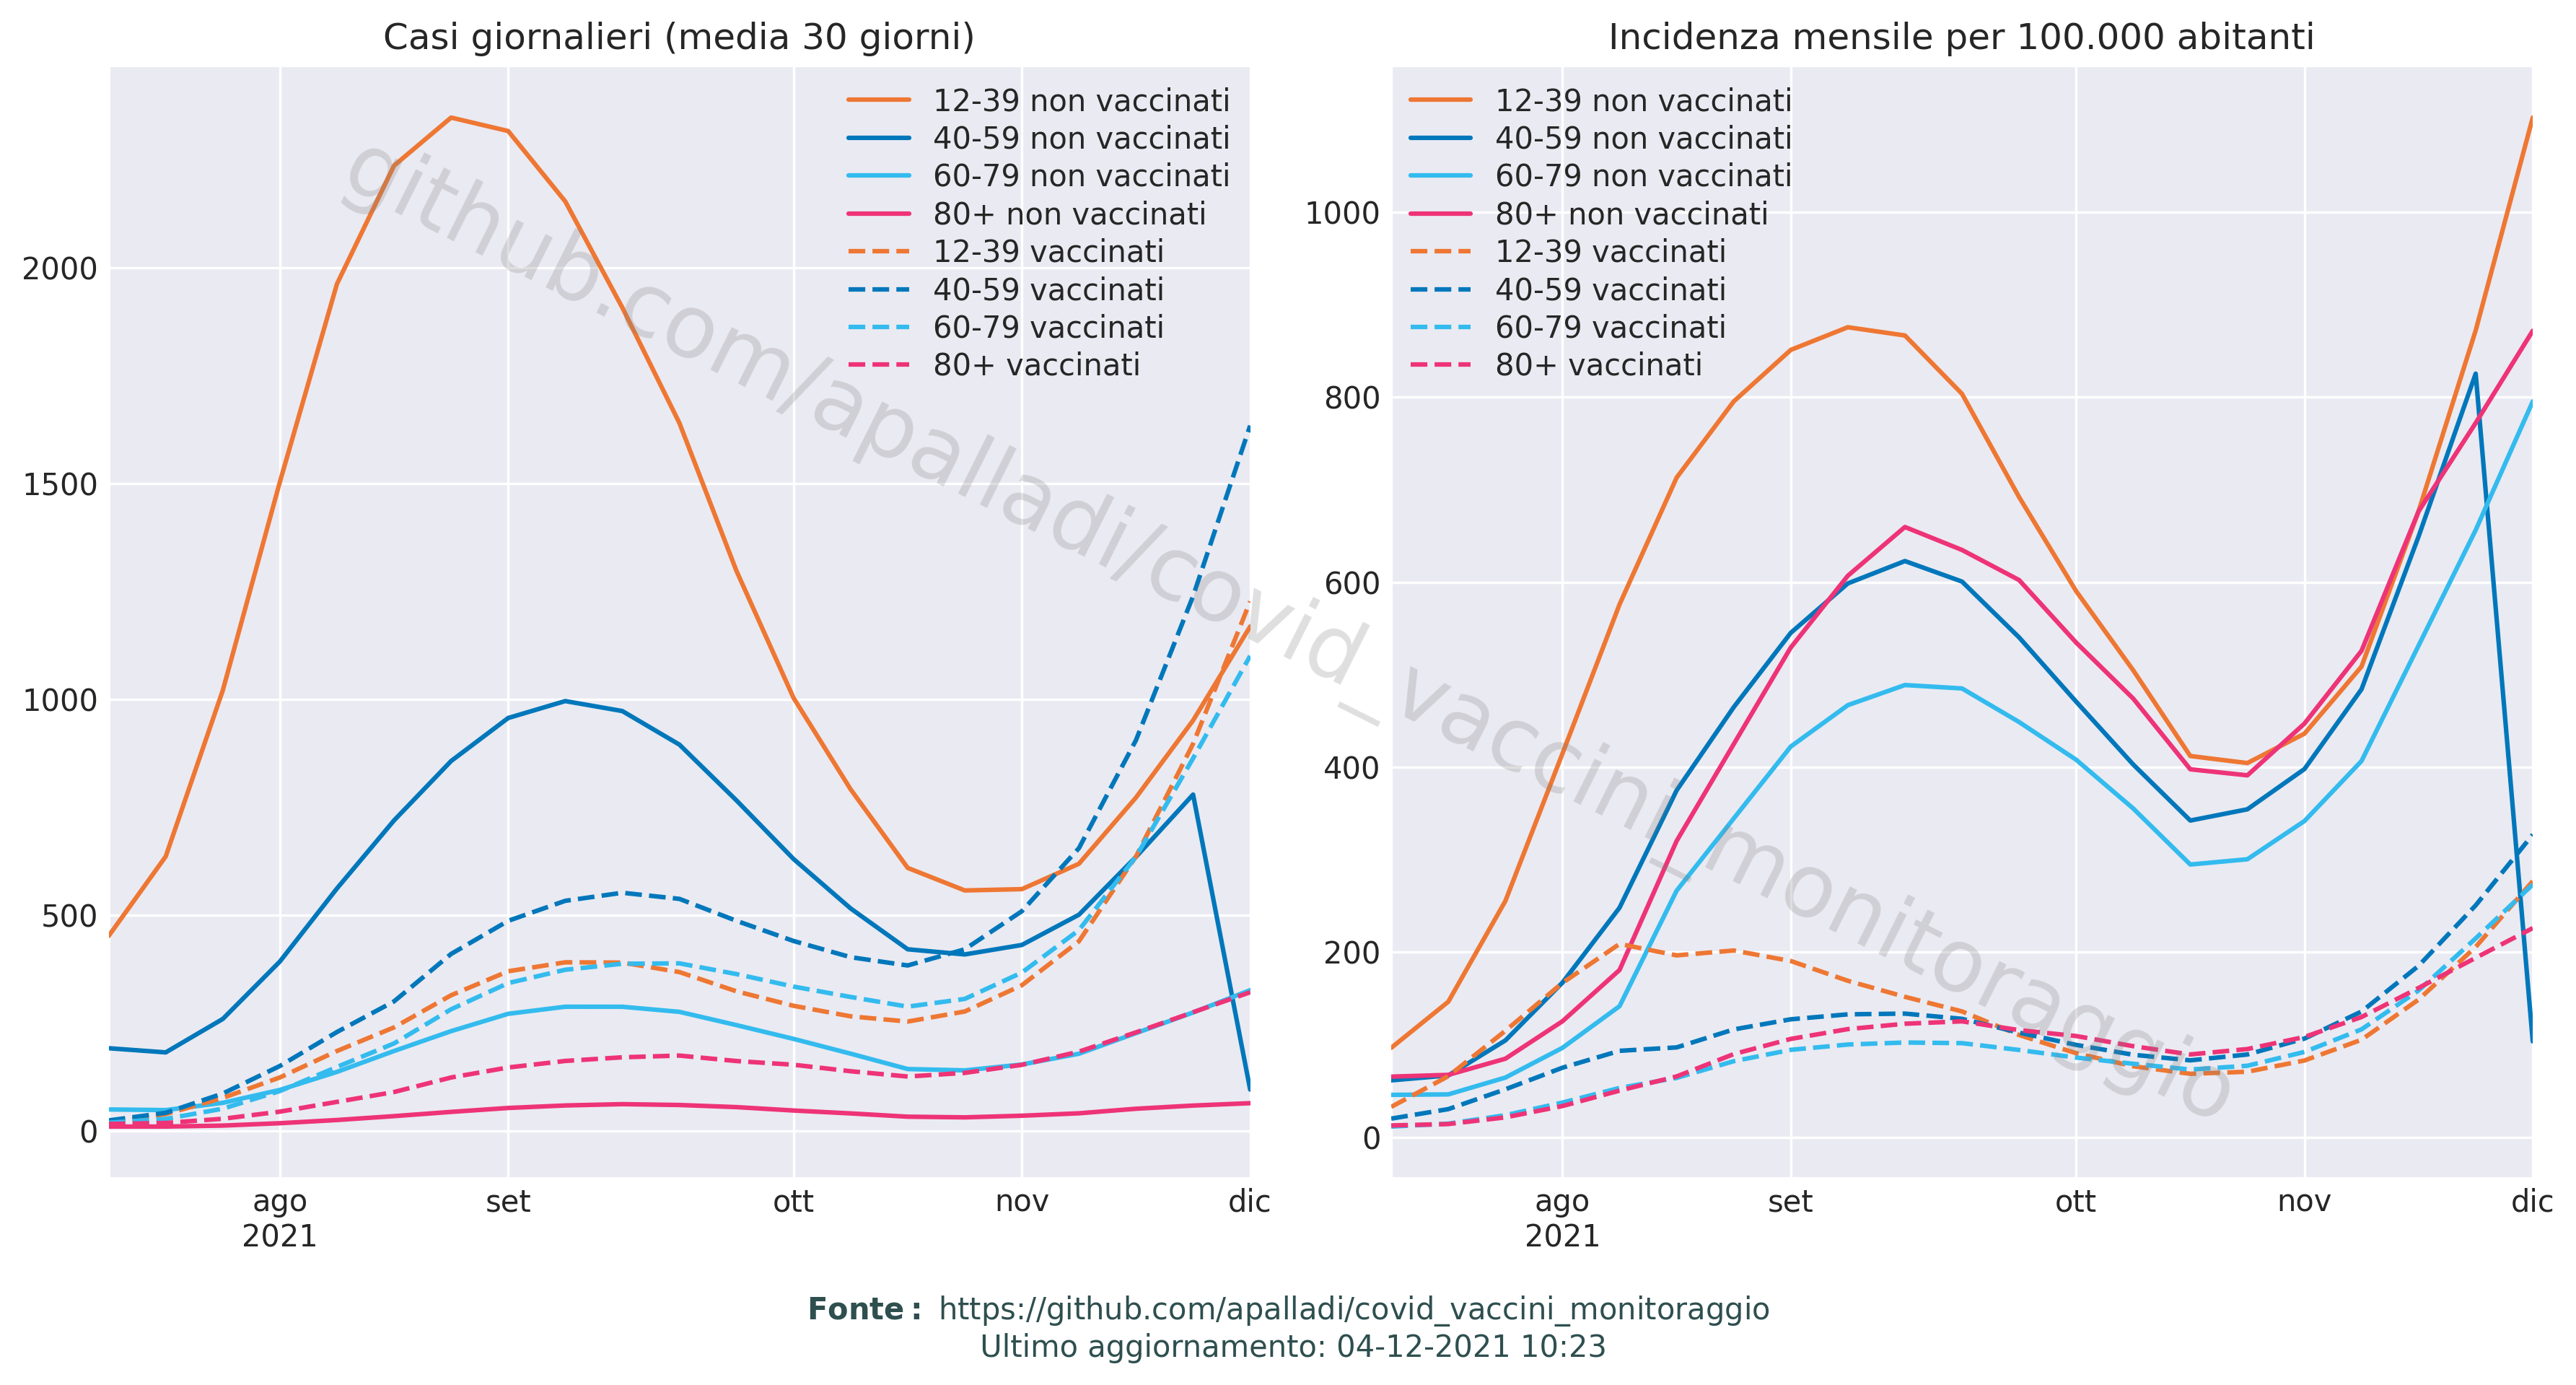 Casi giornalieri (media 30 giorni)
12-39 non vaccinati
40-59 non vaccinati
60-79 non vaccinati
80+ non vaccinati
12-39 vaccinati
40-59 vaccinati
60-79 vaccinati
80+ vaccinati
2000
1500
1000
500
0
ago
2021
set
ott
nov
dic
Incidenza mensile per 100.000 abitanti
12-39 non vaccinati
40-59 non vaccinati
60-79 non vaccinati
80+ non vaccinati
12-39 vaccinati
40-59 vaccinati
60-79 vaccinati
80+ vaccinati
1000
800
600
400
200
0
ago
2021
set
ott
nov
dic
github.com/apalladi/covid_vaccini_monitoraggio
Fonte: https://github.com/apalladi/covid_vaccini_monitoraggio
Ultimo aggiornamento: 04-12-2021 10:23